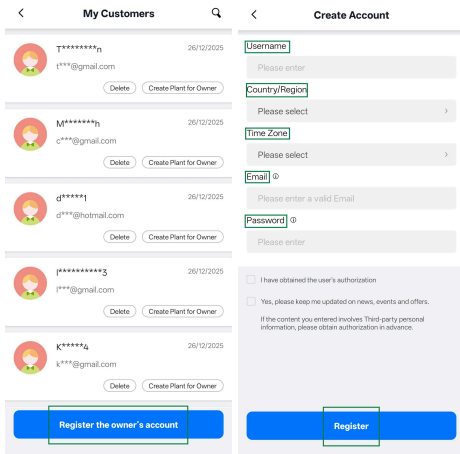 My Customers
T********n
26/12/2025
t***@gmail.com
Delete
Create Plant for Owner
M*******h
26/12/2025
c***@gmail.com
Delete
Create Plant for Owner
d*****1
26/12/2025
d***@hotmail.com
Delete
Create Plant for Owner
l**********3
26/12/2025
l***@gmail.com
Delete
Create Plant for Owner
K*****4
26/12/2025
k***@gmail.com
Delete
Create Plant for Owner
Register the owner's account
Create Account
Username
Please enter
Country/Region
Please select
Time Zone
Please select
Email
Please enter a valid Email
Password
Please enter
I have obtained the user's authorization
Yes, please keep me updated on news, events and offers.
If the content you entered involves Third-party personal
information, please obtain authorization in advance.
Register